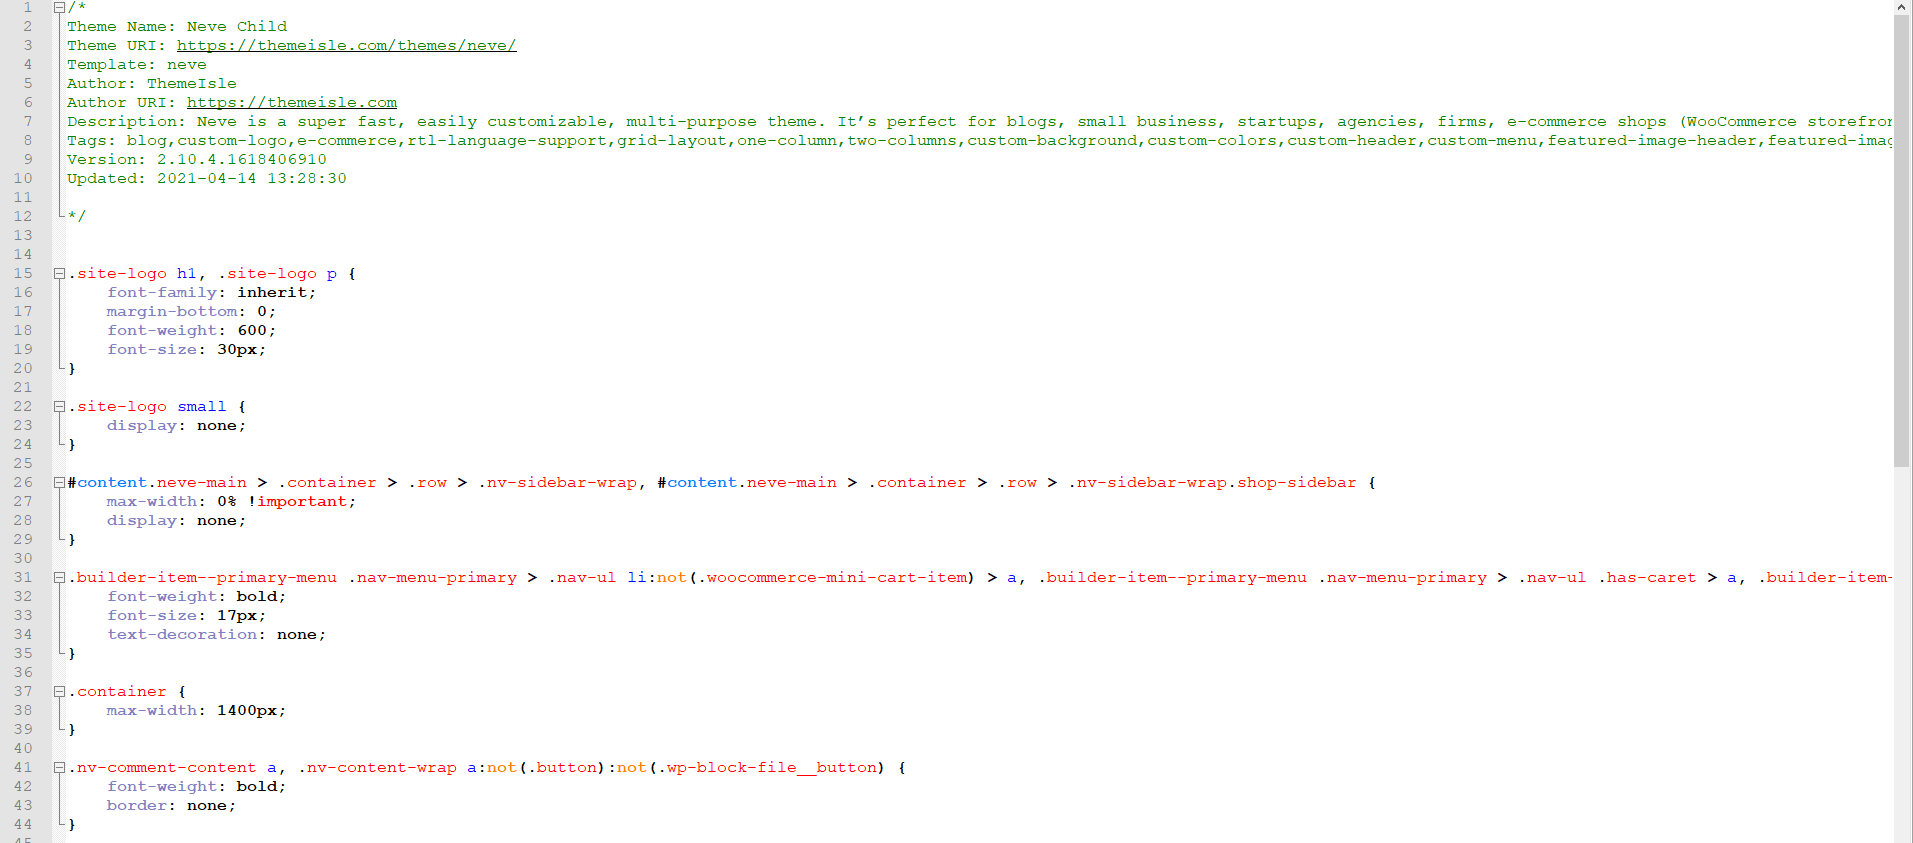 1 /*
2 Theme Name: Neve Child
3 Theme URI: https://themeisle.com/themes/neve/
4 Template: neve
5 Author: ThemeIsle
6 Author URI: https://themeisle.com
7 Description: Neve is a super fast, easily customizable, multi-purpose theme. It’s perfect for blogs, small business, startups, agencies, firms, e-commerce shops (WooCommerce storefron
8 Tags: blog,custom-logo,e-commerce,rtl-language-support,grid-layout,one-column,two-columns,custom-background,custom-colors,custom-header,custom-menu,featured-image-header,featured-imag
9 Version: 2.10.4.1618406910
10 Updated: 2021-04-14 13:28:30
11
12 */
13
14
15 .site-logo h1, .site-logo p {
16 font-family: inherit;
17 margin-bottom: 0;
18 font-weight: 600;
19 font-size: 30px;
20 }
21
22 .site-logo small {
23 display: none;
24 }
25
26 #content.neve-main > .container > .row > .nv-sidebar-wrap, #content.neve-main > .container > .row > .nv-sidebar-wrap.shop-sidebar {
27 max-width: 0% !important;
28 display: none;
29 }
30
31 .builder-item--primary-menu .nav-menu-primary > .nav-ul li:not(.woocommerce-mini-cart-item) > a, .builder-item--primary-menu .nav-menu-primary > .nav-ul .has-caret > a, .builder-item-
32 font-weight: bold;
33 font-size: 17px;
34 text-decoration: none;
35 }
36
37 .container {
38 max-width: 1400px;
39 }
40
41 .nv-comment-content a, .nv-content-wrap a:not(.button):not(.wp-block-file__button) {
42 font-weight: bold;
43 border: none;
44 }
45